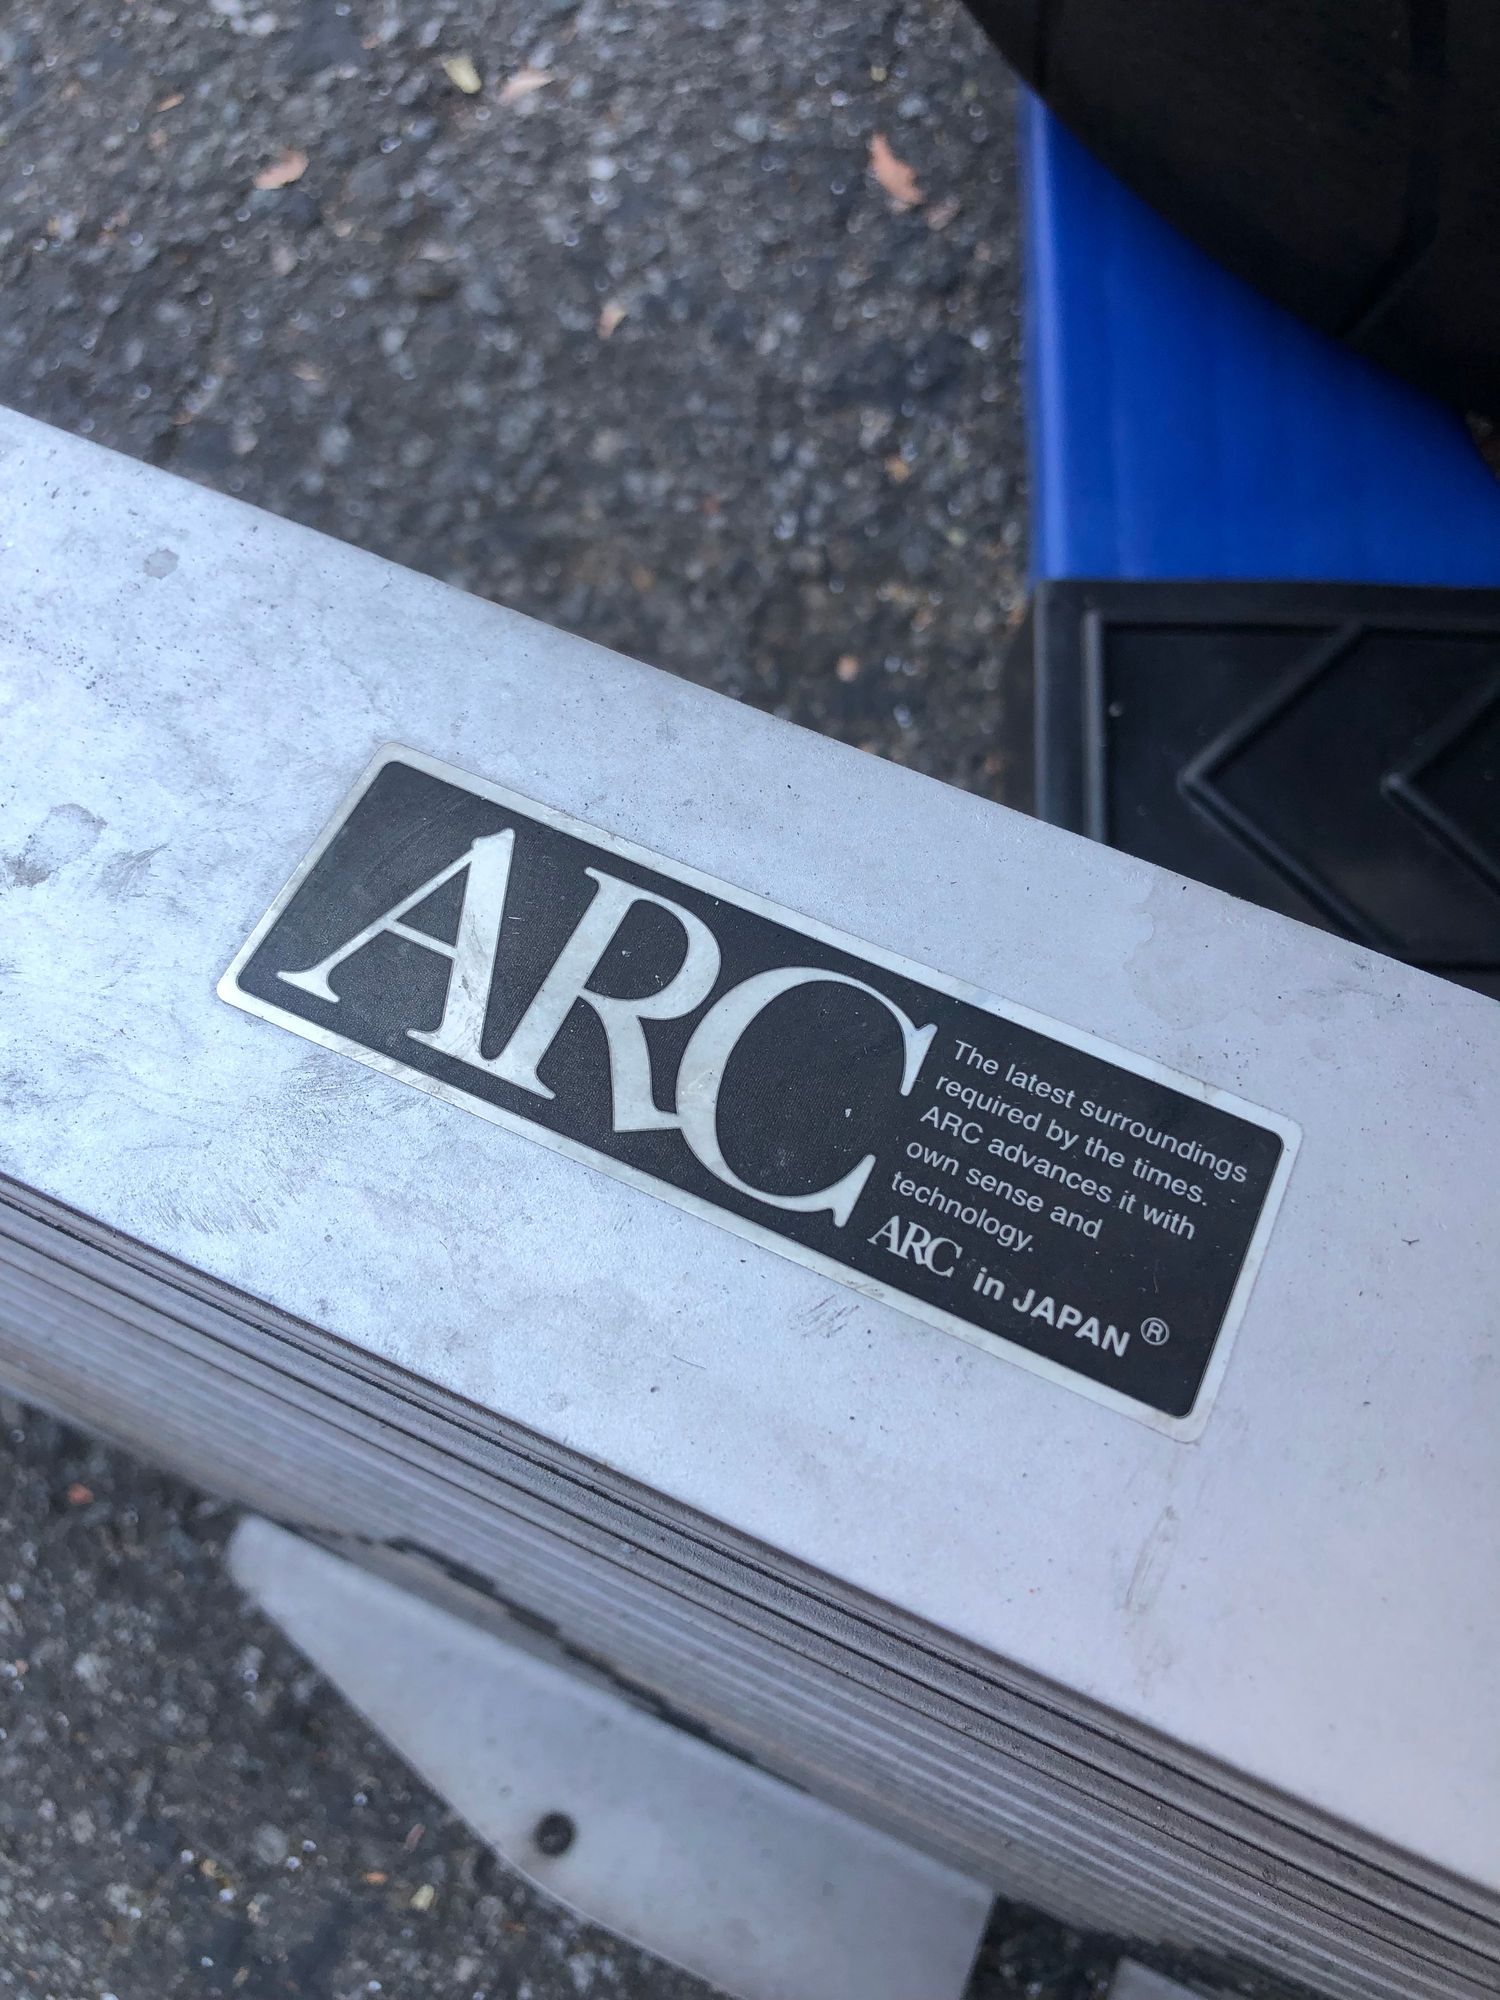 ARC
The latest surroundings
required by the times.
ARC advances it with
own sense and
technology.
ARC in JAPAN ®